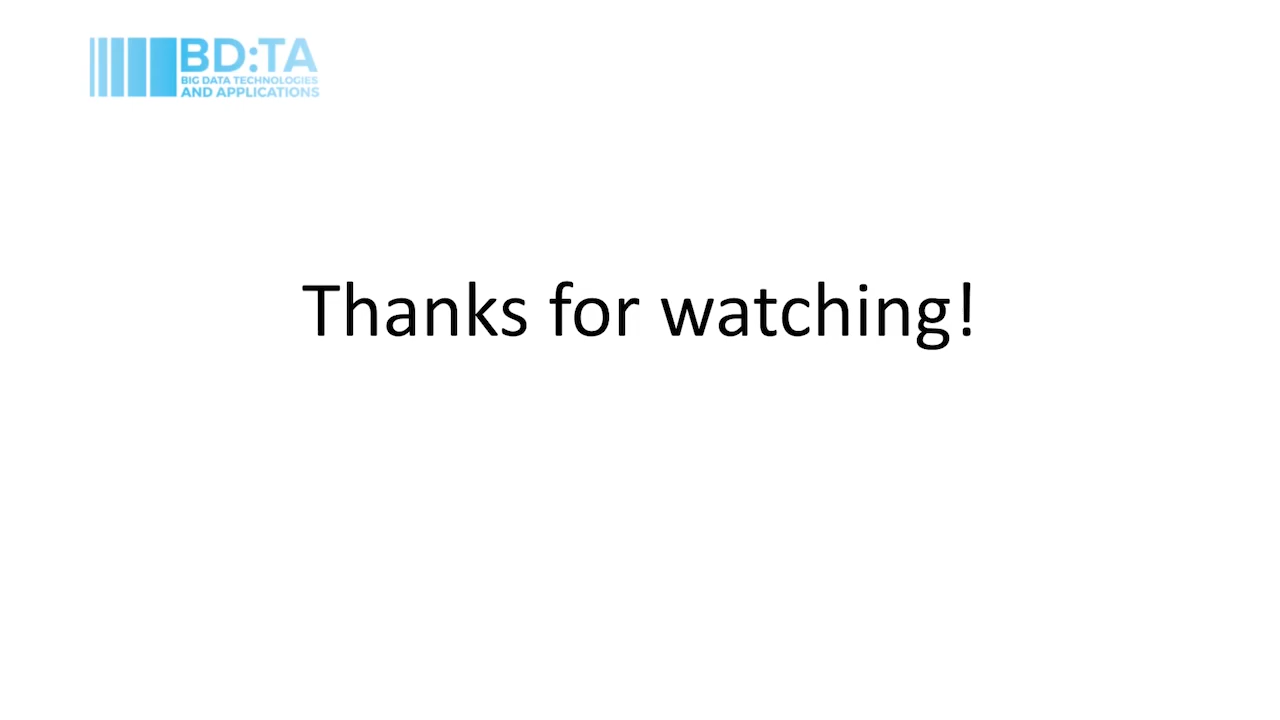 BD:TA
BIG DATA TECHNOLOGIES
AND APPLICATIONS
Thanks for watching!